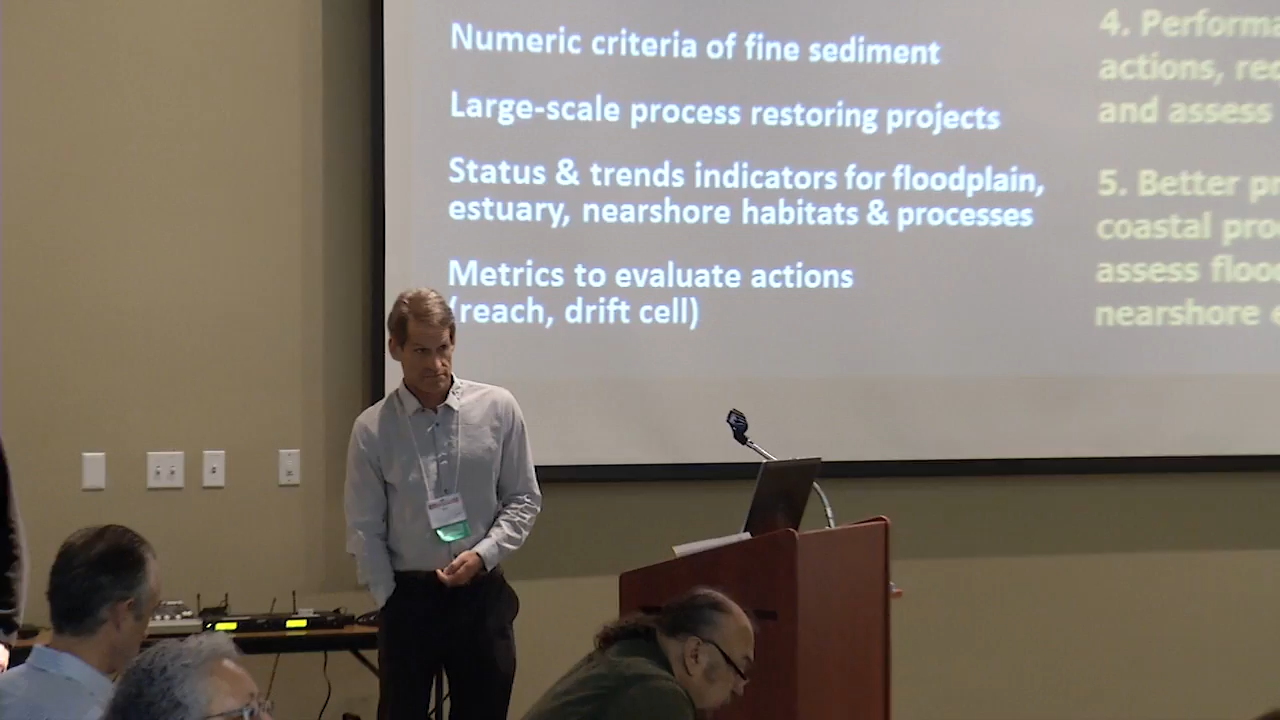 Numeric criteria of fine sediment
Large-scale process restoring projects
Status & trends indicators for floodplain,
estuary, nearshore habitats & processes
Metrics to evaluate actions
(reach, drift cell)
4. Performa
actions, rec
and assess
5. Better pr
coastal pro
assess floo
nearshore